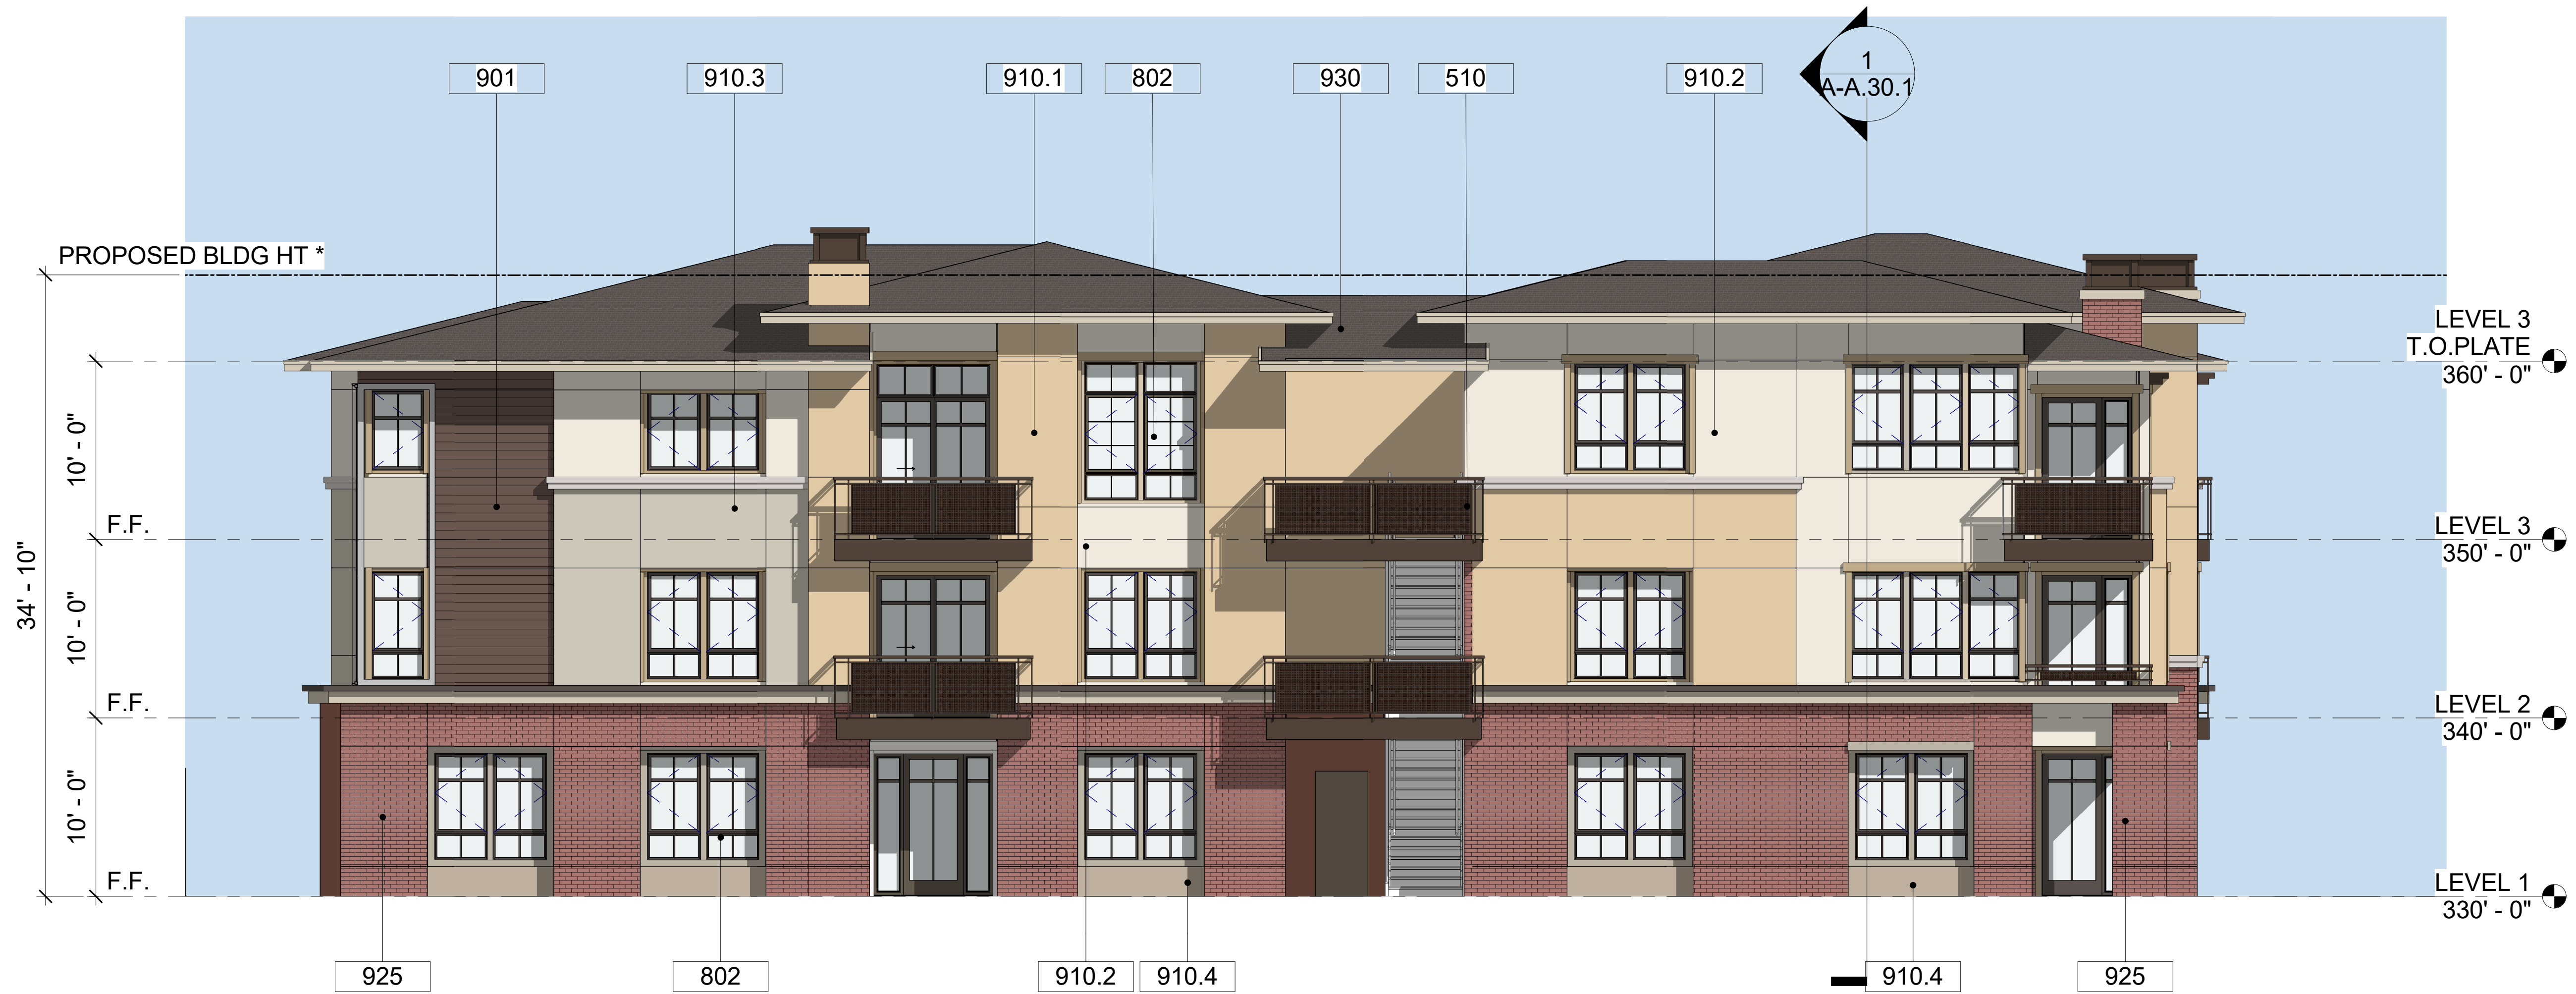 901
910.3
910.1
802
930
510
910.2
1
A-A.30.1
PROPOSED BLDG HT *
LEVEL 3
T.O.PLATE
360' - 0"
10' - 0"
F.F.
LEVEL 3
350' - 0"
34' - 10"
10' - 0"
F.F.
LEVEL 2
340' - 0"
10' - 0"
F.F.
LEVEL 1
330' - 0"
925
802
910.2
910.4
910.4
925